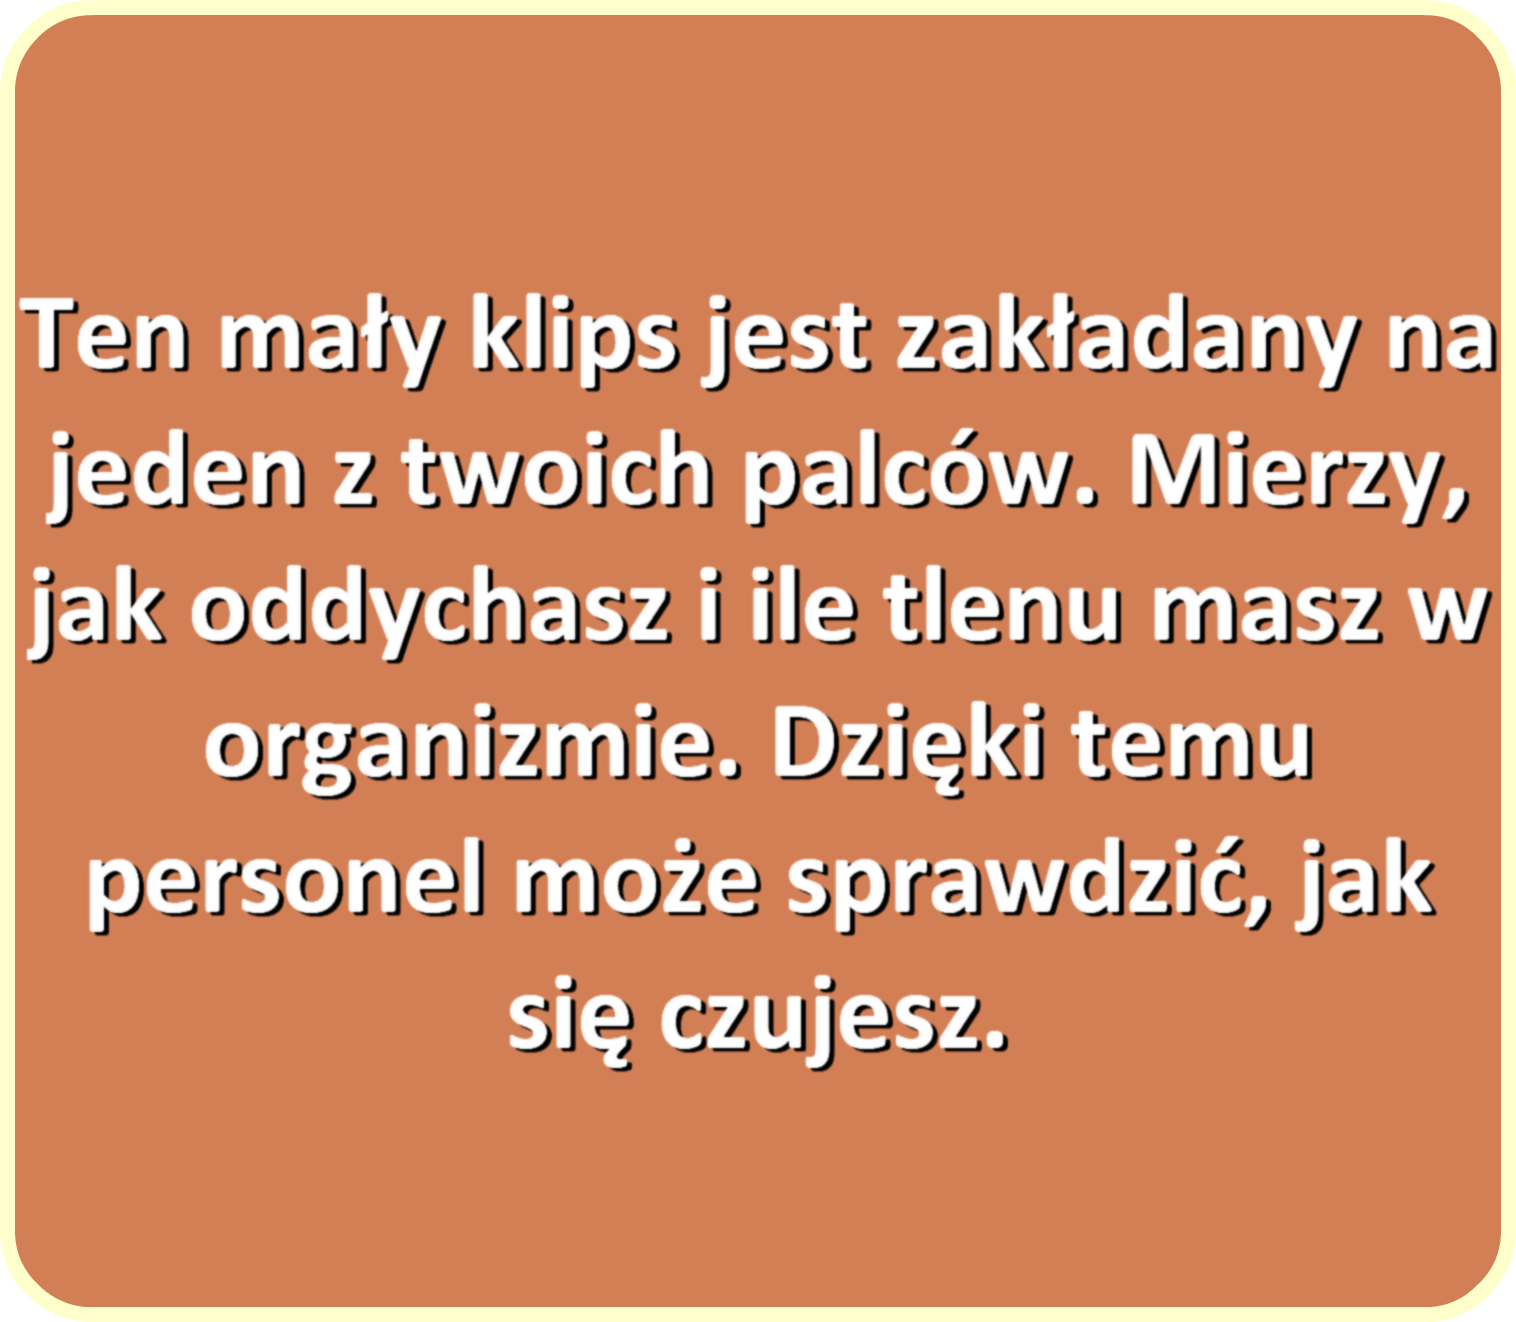 Ten mały klips jest zakładany na
jeden z twoich palców. Mierzy,
jak oddychasz i ile tlenu masz w
organizmie. Dzięki temu
personel może sprawdzić, jak
się czujesz.